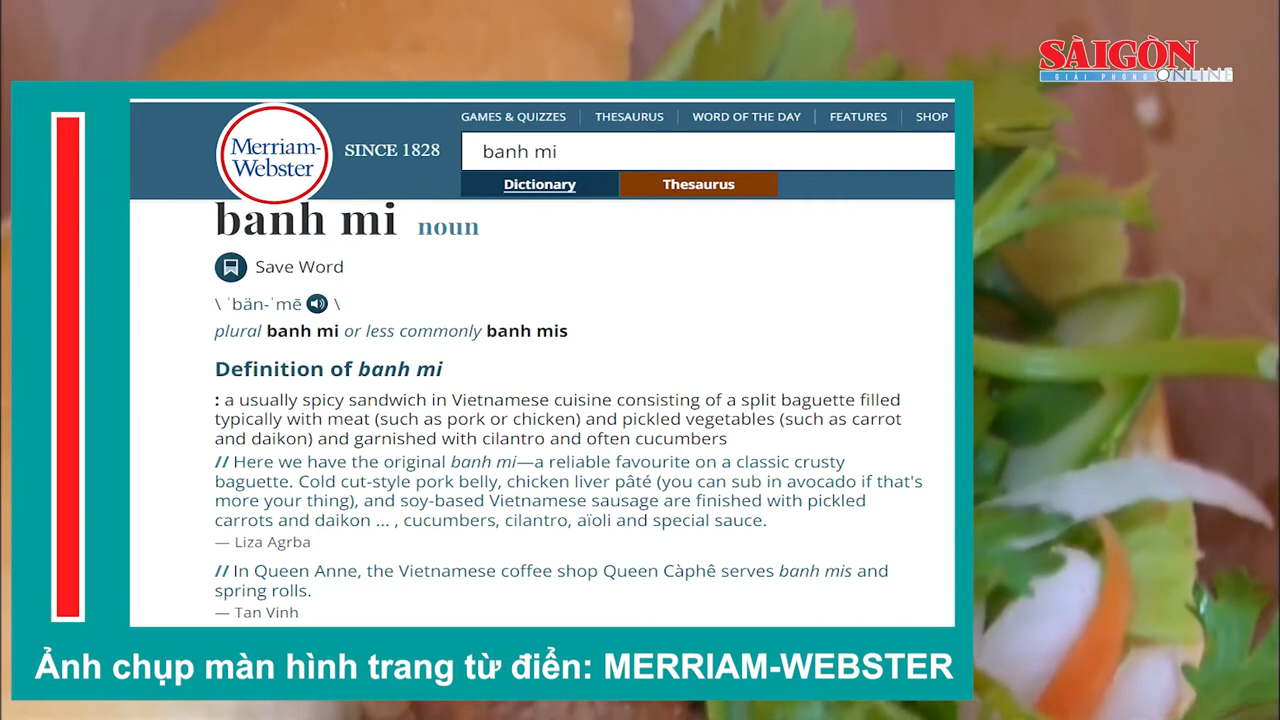 SÀIGÒN
GIẢI PHÓNG ONLINE
Merriam-
Webster
SINCE 1828
GAMES & QUIZZES THESAURUS WORD OF THE DAY FEATURES SHOP
banh mi
Dictionary Thesaurus
banh mi noun
Save Word
\ ˈbän-ˈmē \
plural banh mi or less commonly banh mis
Definition of banh mi
: a usually spicy sandwich in Vietnamese cuisine consisting of a split baguette filled
typically with meat (such as pork or chicken) and pickled vegetables (such as carrot
and daikon) and garnished with cilantro and often cucumbers
// Here we have the original banh mi—a reliable favourite on a classic crusty
baguette. Cold cut-style pork belly, chicken liver pâté (you can sub in avocado if that's
more your thing), and soy-based Vietnamese sausage are finished with pickled
carrots and daikon ... , cucumbers, cilantro, aïoli and special sauce.
— Liza Agrba
// In Queen Anne, the Vietnamese coffee shop Queen Càphê serves banh mis and
spring rolls.
— Tan Vinh
Ảnh chụp màn hình trang từ điển: MERRIAM-WEBSTER